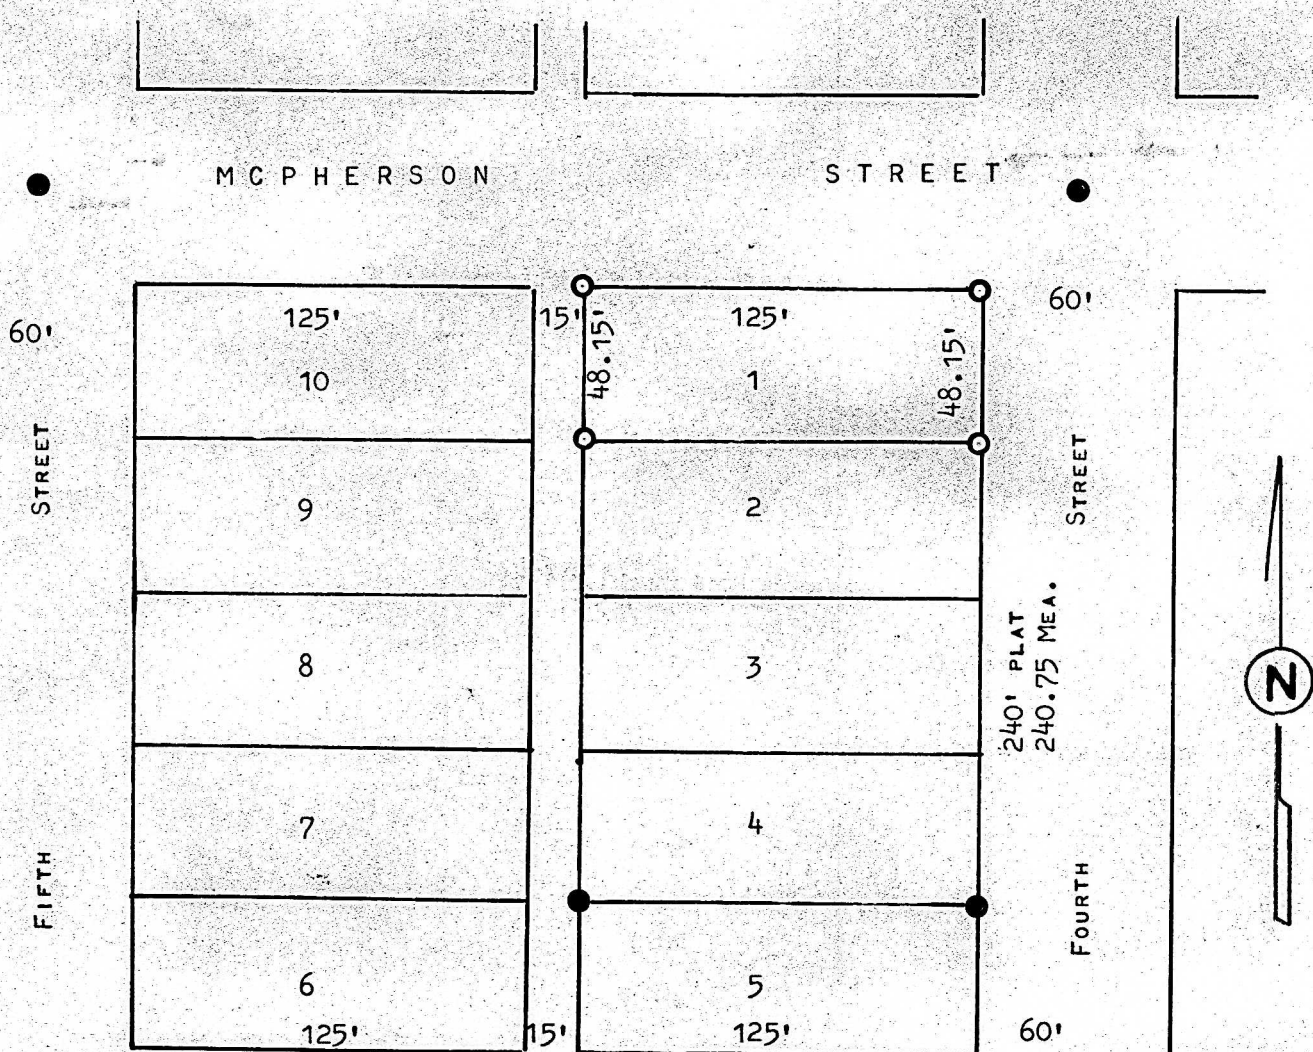 MCPHERSON STREET
60'
125'
15'
125'
60'
48.15'
48.15'
10
1
STREET
9
2
STREET
8
3
240' PLAT
240.75 MEA.
N
7
4
FIFTH
FOURTH
6
5
125'
15'
125'
60'